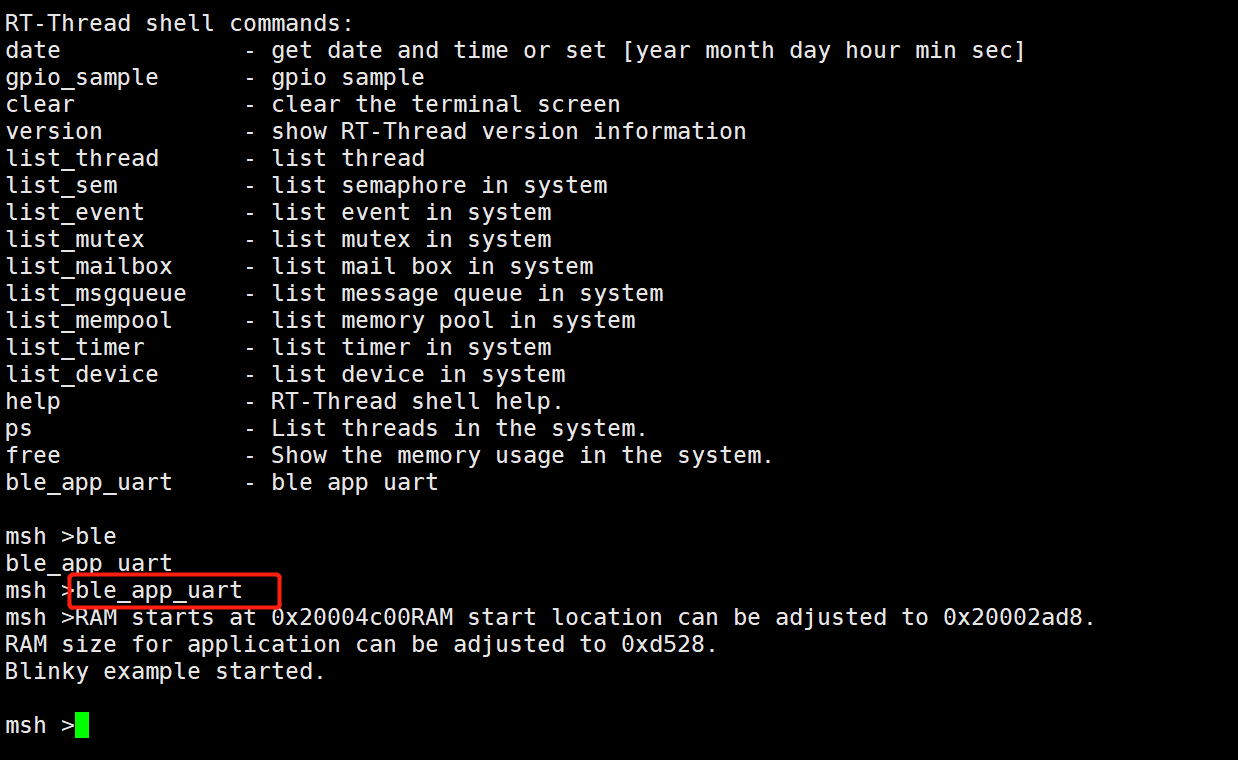 RT-Thread shell commands:
date             - get date and time or set [year month day hour min sec]
gpio_sample      - gpio sample
clear            - clear the terminal screen
version          - show RT-Thread version information
list_thread      - list thread
list_sem         - list semaphore in system
list_event       - list event in system
list_mutex       - list mutex in system
list_mailbox     - list mail box in system
list_msgqueue    - list message queue in system
list_mempool     - list memory pool in system
list_timer       - list timer in system
list_device      - list device in system
help             - RT-Thread shell help.
ps               - List threads in the system.
free             - Show the memory usage in the system.
ble_app_uart     - ble app uart
msh >ble
ble_app_uart
msh >ble_app_uart
msh >RAM starts at 0x20004c00RAM start location can be adjusted to 0x20002ad8.
RAM size for application can be adjusted to 0xd528.
Blinky example started.
msh >